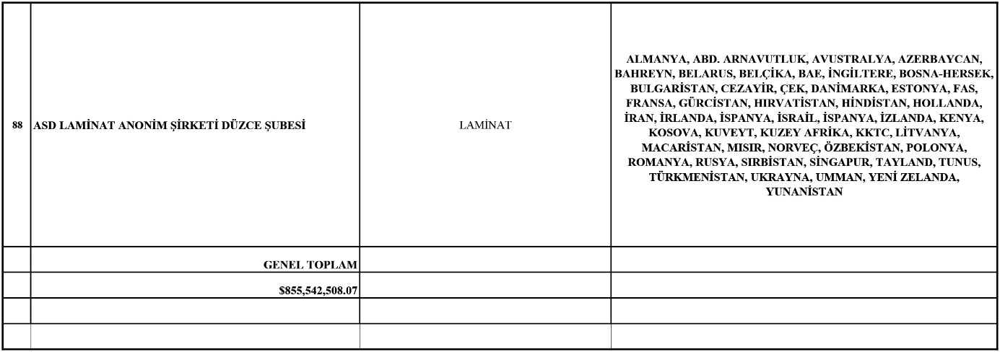 ALMANYA, ABD. ARNAVUTLUK, AVUSTRALYA, AZERBAYCAN,
BAHREYN, BELARUS, BELÇİKA, BAE, İNGİLTERE, BOSNA-HERSEK,
BULGARİSTAN, CEZAYİR, ÇEK, DANİMARKA, ESTONYA, FAS,
FRANSA, GÜRCİSTAN, HIRVATİSTAN, HİNDİSTAN, HOLLANDA,
İRAN, İRLANDA, İSPANYA, İSRAİL, İSPANYA, İZLANDA, KENYA,
88 ASD LAMİNAT ANONİM ŞİRKETİ DÜZCE ŞUBESİ LAMİNAT
KOSOVA, KUVEYT, KUZEY AFRİKA, KKTC, LİTVANYA,
MACARİSTAN, MISIR, NORVEÇ, ÖZBEKİSTAN, POLONYA,
ROMANYA, RUSYA, SIRBİSTAN, SİNGAPUR, TAYLAND, TUNUS,
TÜRKMENİSTAN, UKRAYNA, UMMAN, YENİ ZELANDA,
YUNANİSTAN
GENEL TOPLAM
$855,542,508.07